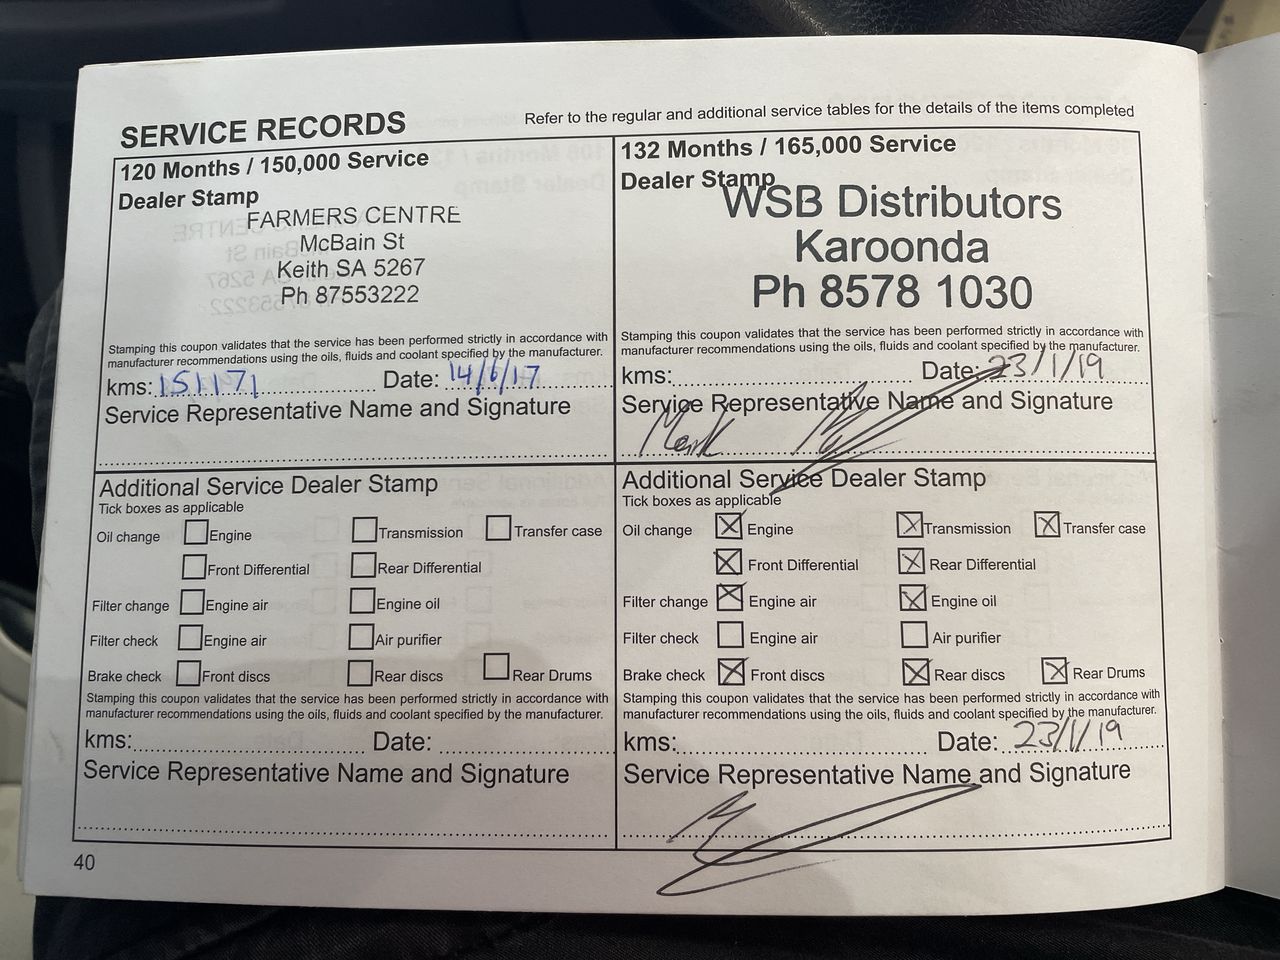 SERVICE RECORDS
Refer to the regular and additional service tables for the details of the items completed
120 Months / 150,000 Service
Dealer Stamp
FARMERS CENTRE
McBain St
Keith SA 5267
Ph 87553222
Stamping this coupon validates that the service has been performed strictly in accordance with
manufacturer recommendations using the oils, fluids and coolant specified by the manufacturer.
kms: 151171 Date: 14/6/17
Service Representative Name and Signature
Additional Service Dealer Stamp
Tick boxes as applicable
Oil change Engine Transmission Transfer case
Front Differential Rear Differential
Filter change Engine air Engine oil
Filter check Engine air Air purifier
Brake check Front discs Rear discs Rear Drums
Stamping this coupon validates that the service has been performed strictly in accordance with
manufacturer recommendations using the oils, fluids and coolant specified by the manufacturer.
kms: Date:
Service Representative Name and Signature
132 Months / 165,000 Service
Dealer Stamp
WSB Distributors
Karoonda
Ph 8578 1030
Stamping this coupon validates that the service has been performed strictly in accordance with
manufacturer recommendations using the oils, fluids and coolant specified by the manufacturer.
kms: Date: 23/1/19
Service Representative Name and Signature
Mark
Additional Service Dealer Stamp
Tick boxes as applicable
Oil change Engine Transmission Transfer case
Front Differential Rear Differential
Filter change Engine air Engine oil
Filter check Engine air Air purifier
Brake check Front discs Rear discs Rear Drums
Stamping this coupon validates that the service has been performed strictly in accordance with
manufacturer recommendations using the oils, fluids and coolant specified by the manufacturer.
kms: Date: 23/1/19
Service Representative Name and Signature
40